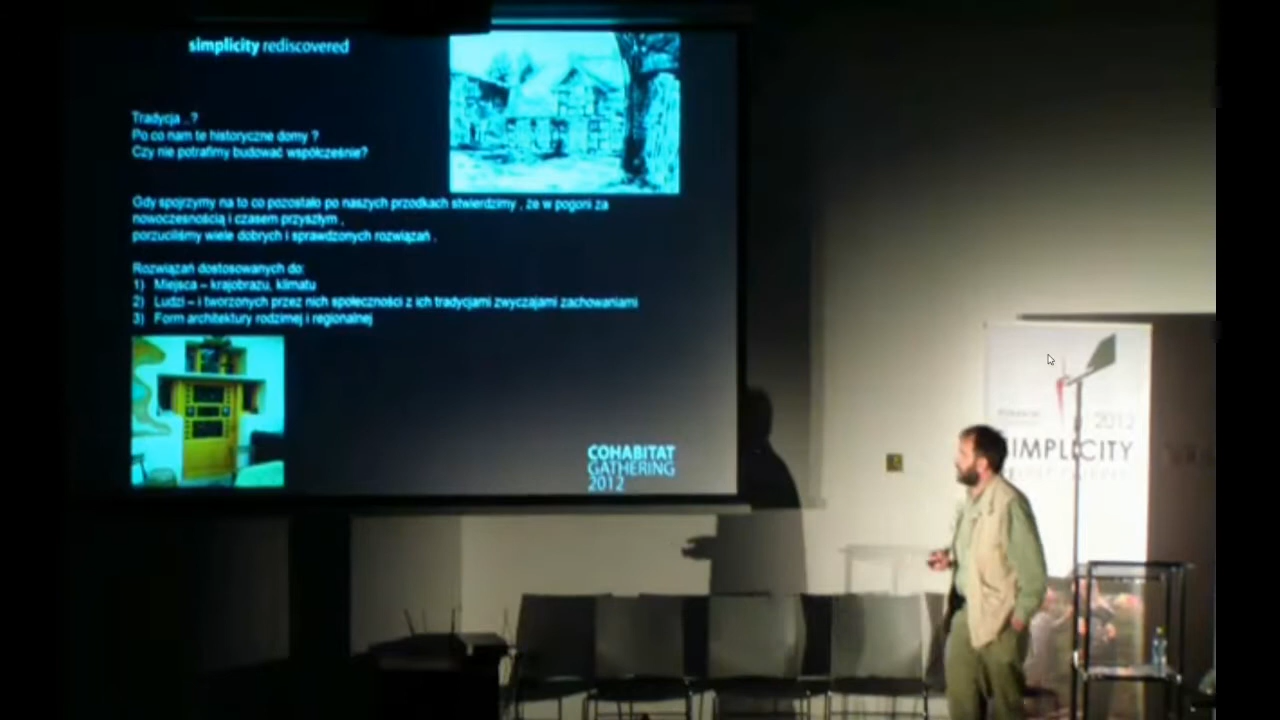 simplicity rediscovered
Tradycja ..?
Po co nam te historyczne domy ?
Czy nie potrafimy budować współcześnie?
Gdy spojrzymy na to co pozostało po naszych przodkach stwierdzimy , że w pogoni za
nowoczesnością i czasem przyszłym ,
porzuciliśmy wiele dobrych i sprawdzonych rozwiązań .
Rozwiązań dostosowanych do:
1) Miejsca – krajobrazu, klimatu
2) Ludzi – i tworzonych przez nich społeczności z ich tradycjami zwyczajami zachowaniami
3) Form architektury rodzimej i regionalnej
COHABITAT
GATHERING
2012
2012
SIMPLICITY